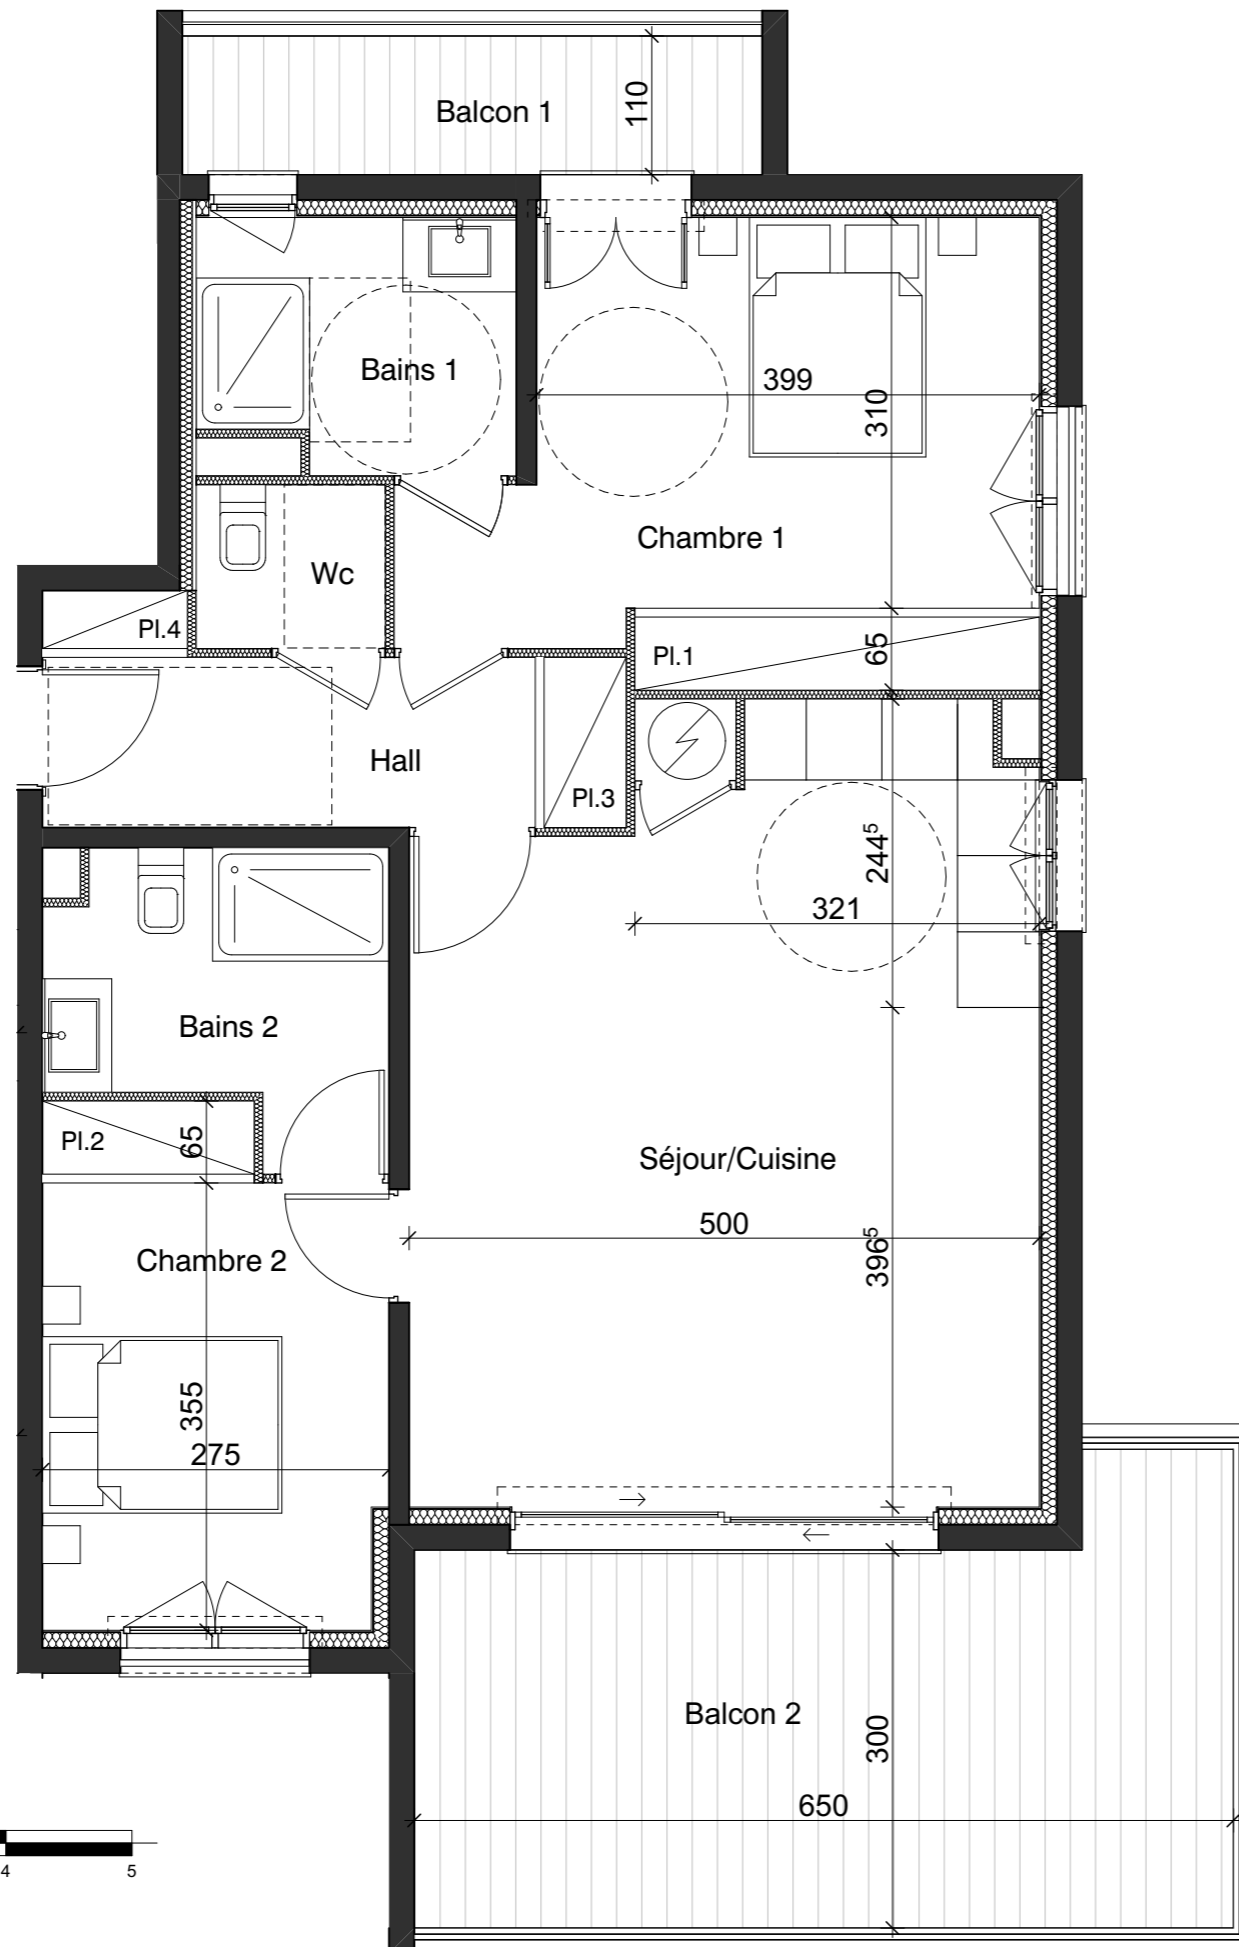 Balcon 1
110
Bains 1
399
310
Chambre 1
Wc
Pl.4
Pl.1
65
Hall
Pl.3
244⁵
321
Bains 2
Pl.2
65
Séjour/Cuisine
500
396⁵
Chambre 2
355
275
Balcon 2
300
650
4 5